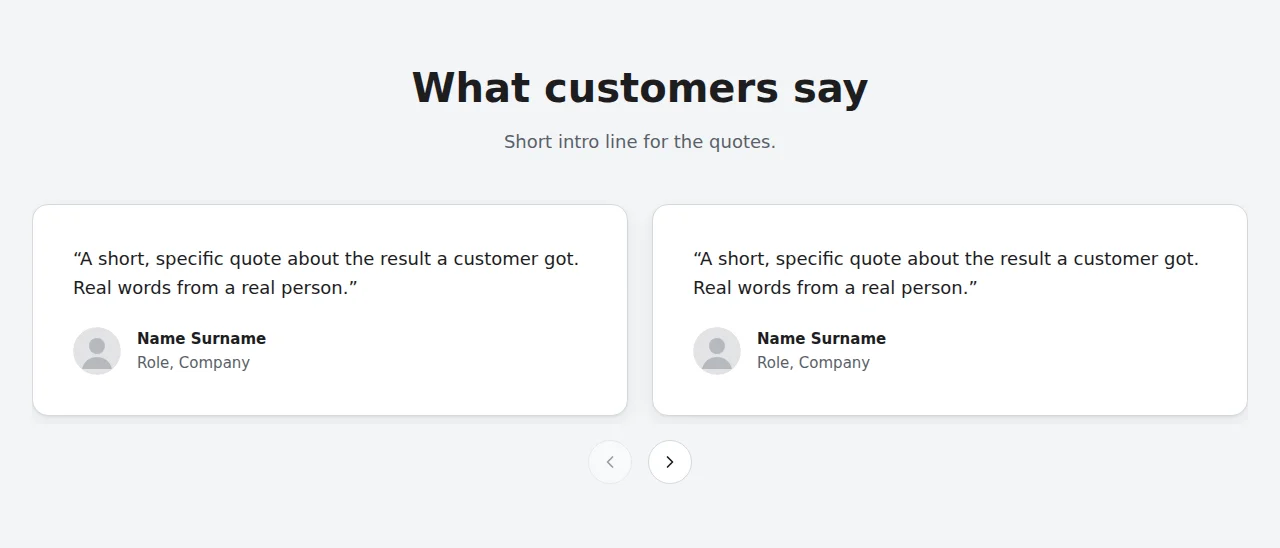 What customers say
Short intro line for the quotes.
“A short, specific quote about the result a customer got.
Real words from a real person.”
Name Surname
Role, Company
“A short, specific quote about the result a customer got.
Real words from a real person.”
Name Surname
Role, Company